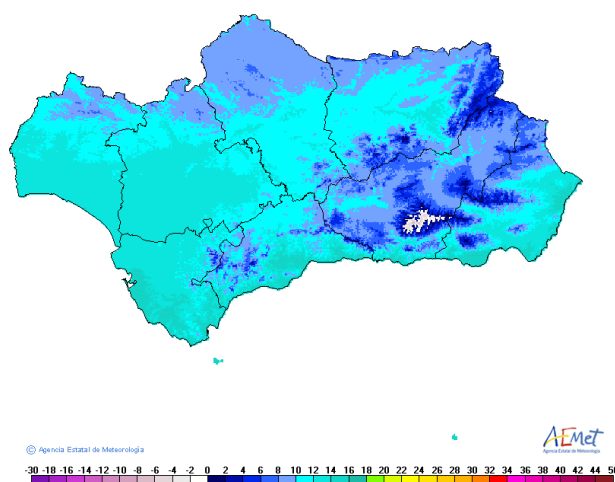 © Agencia Estatal de Meteorología
AEMet
Agencia Estatal de Meteorología
-30 -18 -16 -14 -12 -10 -8 -6 -4 -2 0 2 4 6 8 10 12 14 16 18 20 22 24 26 28 30 32 34 36 38 40 42 44 50